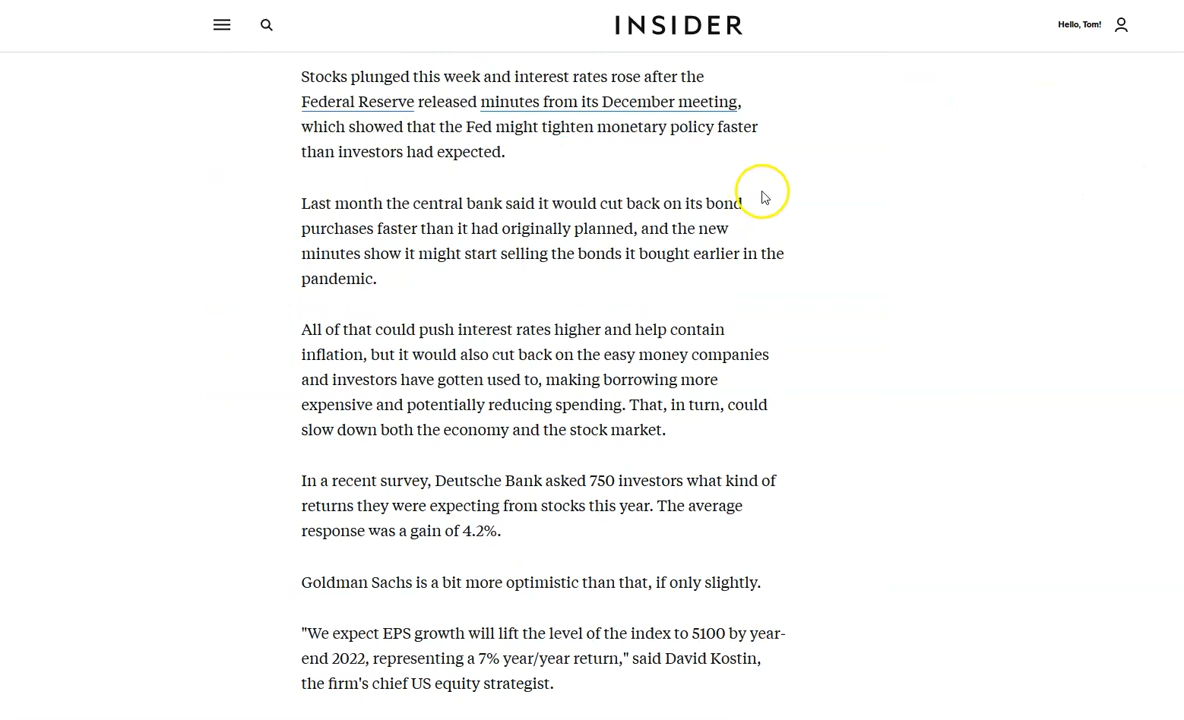 INSIDER
Hello, Tom!
Stocks plunged this week and interest rates rose after the
Federal Reserve released minutes from its December meeting,
which showed that the Fed might tighten monetary policy faster
than investors had expected.
Last month the central bank said it would cut back on its bond
purchases faster than it had originally planned, and the new
minutes show it might start selling the bonds it bought earlier in the
pandemic.
All of that could push interest rates higher and help contain
inflation, but it would also cut back on the easy money companies
and investors have gotten used to, making borrowing more
expensive and potentially reducing spending. That, in turn, could
slow down both the economy and the stock market.
In a recent survey, Deutsche Bank asked 750 investors what kind of
returns they were expecting from stocks this year. The average
response was a gain of 4.2%.
Goldman Sachs is a bit more optimistic than that, if only slightly.
"We expect EPS growth will lift the level of the index to 5100 by year-
end 2022, representing a 7% year/year return," said David Kostin,
the firm's chief US equity strategist.